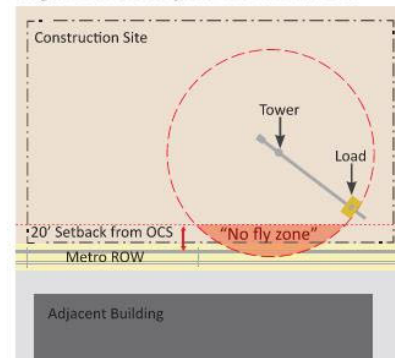 Construction Site
Tower
Load
20' Setback from OCS
"No fly zone"
Metro ROW
Adjacent Building